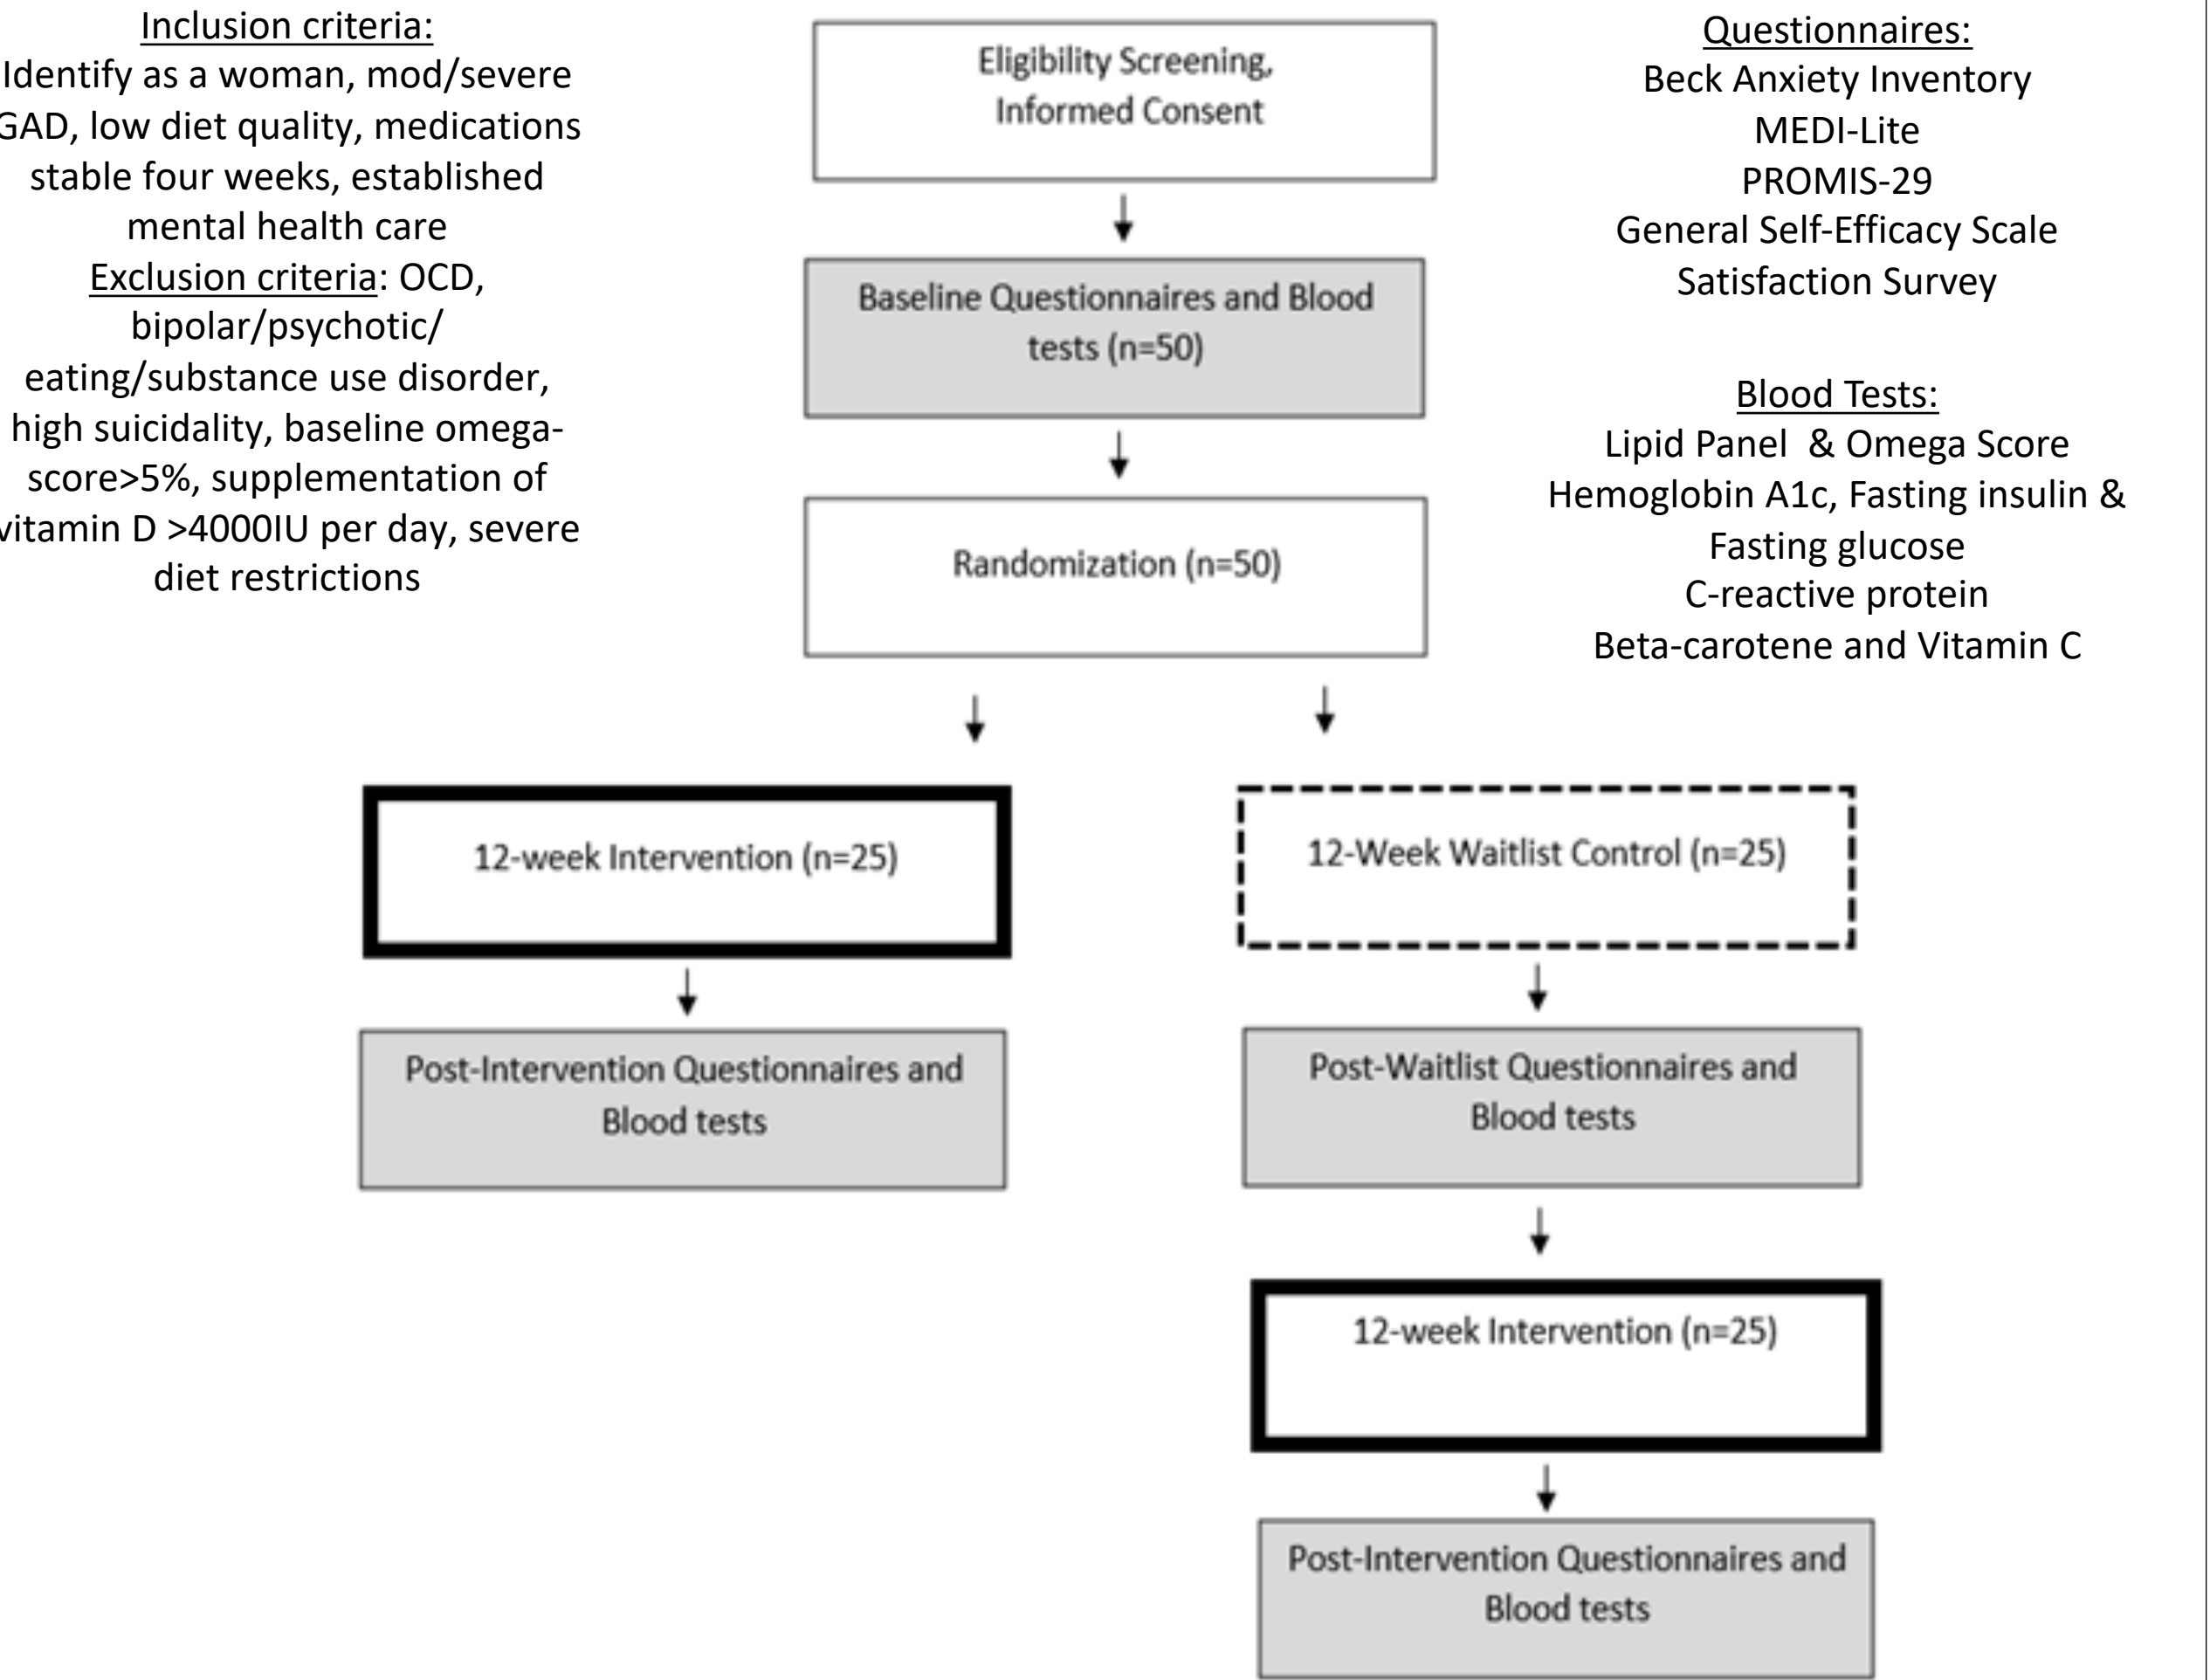 Inclusion criteria:
Identify as a woman, mod/severe
GAD, low diet quality, medications
stable four weeks, established
mental health care
Exclusion criteria: OCD,
bipolar/psychotic/
eating/substance use disorder,
high suicidality, baseline omega-
score>5%, supplementation of
vitamin D >4000IU per day, severe
diet restrictions
Eligibility Screening,
Informed Consent
Baseline Questionnaires and Blood
tests (n=50)
Randomization (n=50)
Questionnaires:
Beck Anxiety Inventory
MEDI-Lite
PROMIS-29
General Self-Efficacy Scale
Satisfaction Survey
Blood Tests:
Lipid Panel & Omega Score
Hemoglobin A1c, Fasting insulin &
Fasting glucose
C-reactive protein
Beta-carotene and Vitamin C
12-week Intervention (n=25)
Post-Intervention Questionnaires and
Blood tests
12-Week Waitlist Control (n=25)
Post-Waitlist Questionnaires and
Blood tests
12-week Intervention (n=25)
Post-Intervention Questionnaires and
Blood tests